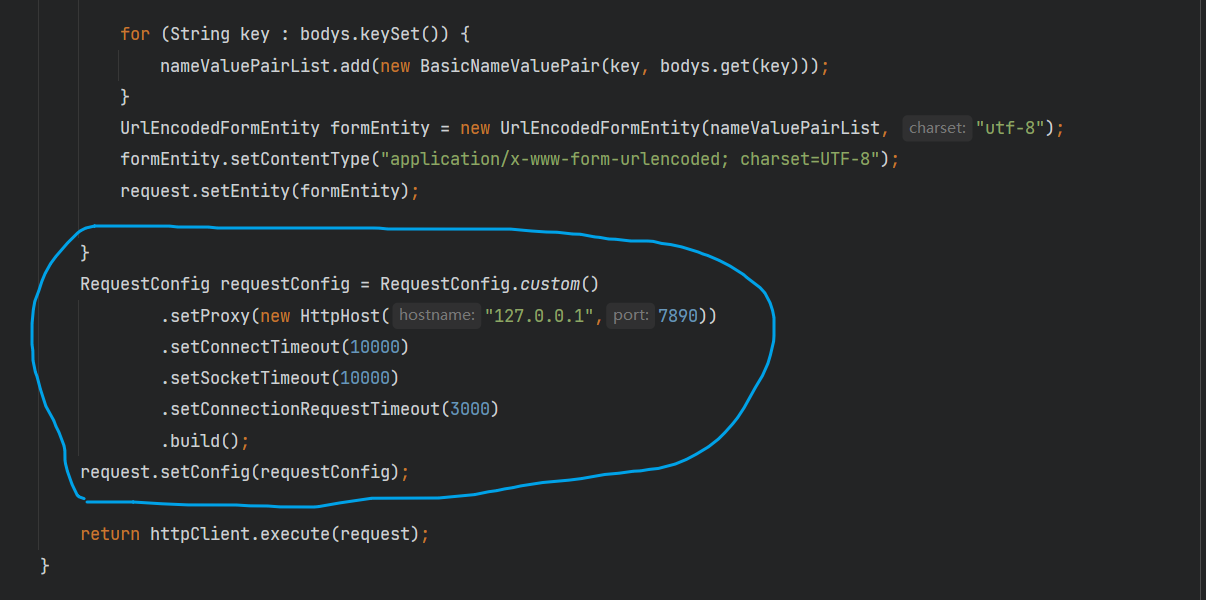 for (String key : bodys.keySet()) {
nameValuePairList.add(new BasicNameValuePair(key, bodys.get(key)));
}
UrlEncodedFormEntity formEntity = new UrlEncodedFormEntity(nameValuePairList, charset: "utf-8");
formEntity.setContentType("application/x-www-form-urlencoded; charset=UTF-8");
request.setEntity(formEntity);
}
RequestConfig requestConfig = RequestConfig.custom()
.setProxy(new HttpHost( hostname: "127.0.0.1", port: 7890))
.setConnectTimeout(10000)
.setSocketTimeout(10000)
.setConnectionRequestTimeout(3000)
.build();
request.setConfig(requestConfig);
return httpClient.execute(request);
}